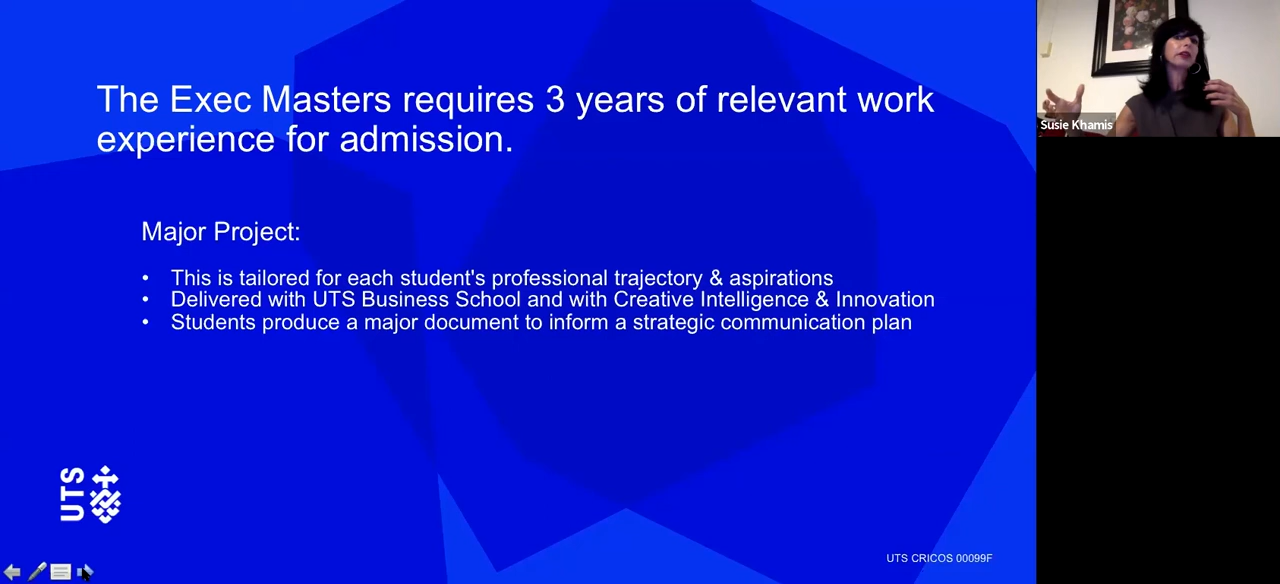 The Exec Masters requires 3 years of relevant work
experience for admission.
Major Project:
• This is tailored for each student's professional trajectory & aspirations
• Delivered with UTS Business School and with Creative Intelligence & Innovation
• Students produce a major document to inform a strategic communication plan
UTS
UTS CRICOS 00099F
Susie Khamis